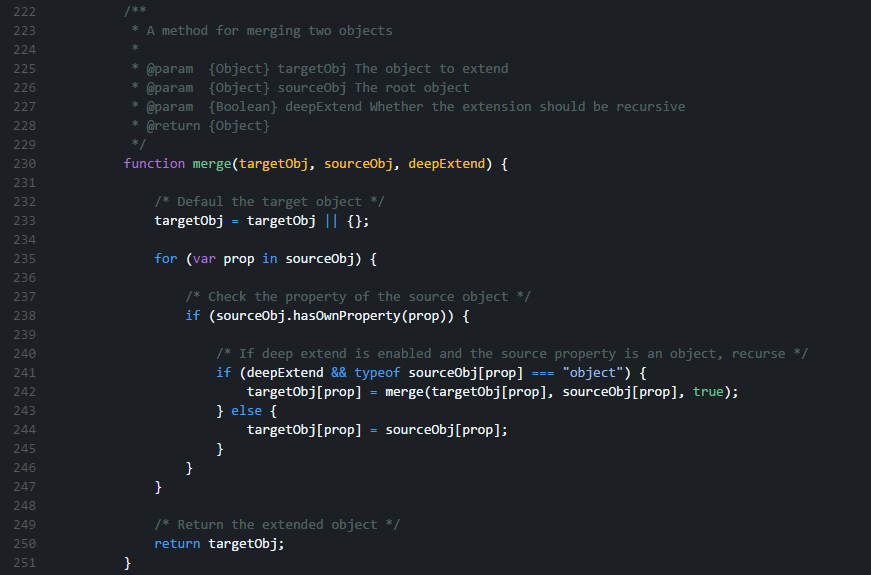 222 /**
223 * A method for merging two objects
224 *
225 * @param  {Object} targetObj The object to extend
226 * @param  {Object} sourceObj The root object
227 * @param  {Boolean} deepExtend Whether the extension should be recursive
228 * @return {Object}
229 */
230 function merge(targetObj, sourceObj, deepExtend) {
231
232 /* Defaul the target object */
233 targetObj = targetObj || {};
234
235 for (var prop in sourceObj) {
236
237 /* Check the property of the source object */
238 if (sourceObj.hasOwnProperty(prop)) {
239
240 /* If deep extend is enabled and the source property is an object, recurse */
241 if (deepExtend && typeof sourceObj[prop] === "object") {
242 targetObj[prop] = merge(targetObj[prop], sourceObj[prop], true);
243 } else {
244 targetObj[prop] = sourceObj[prop];
245 }
246 }
247 }
248
249 /* Return the extended object */
250 return targetObj;
251 }